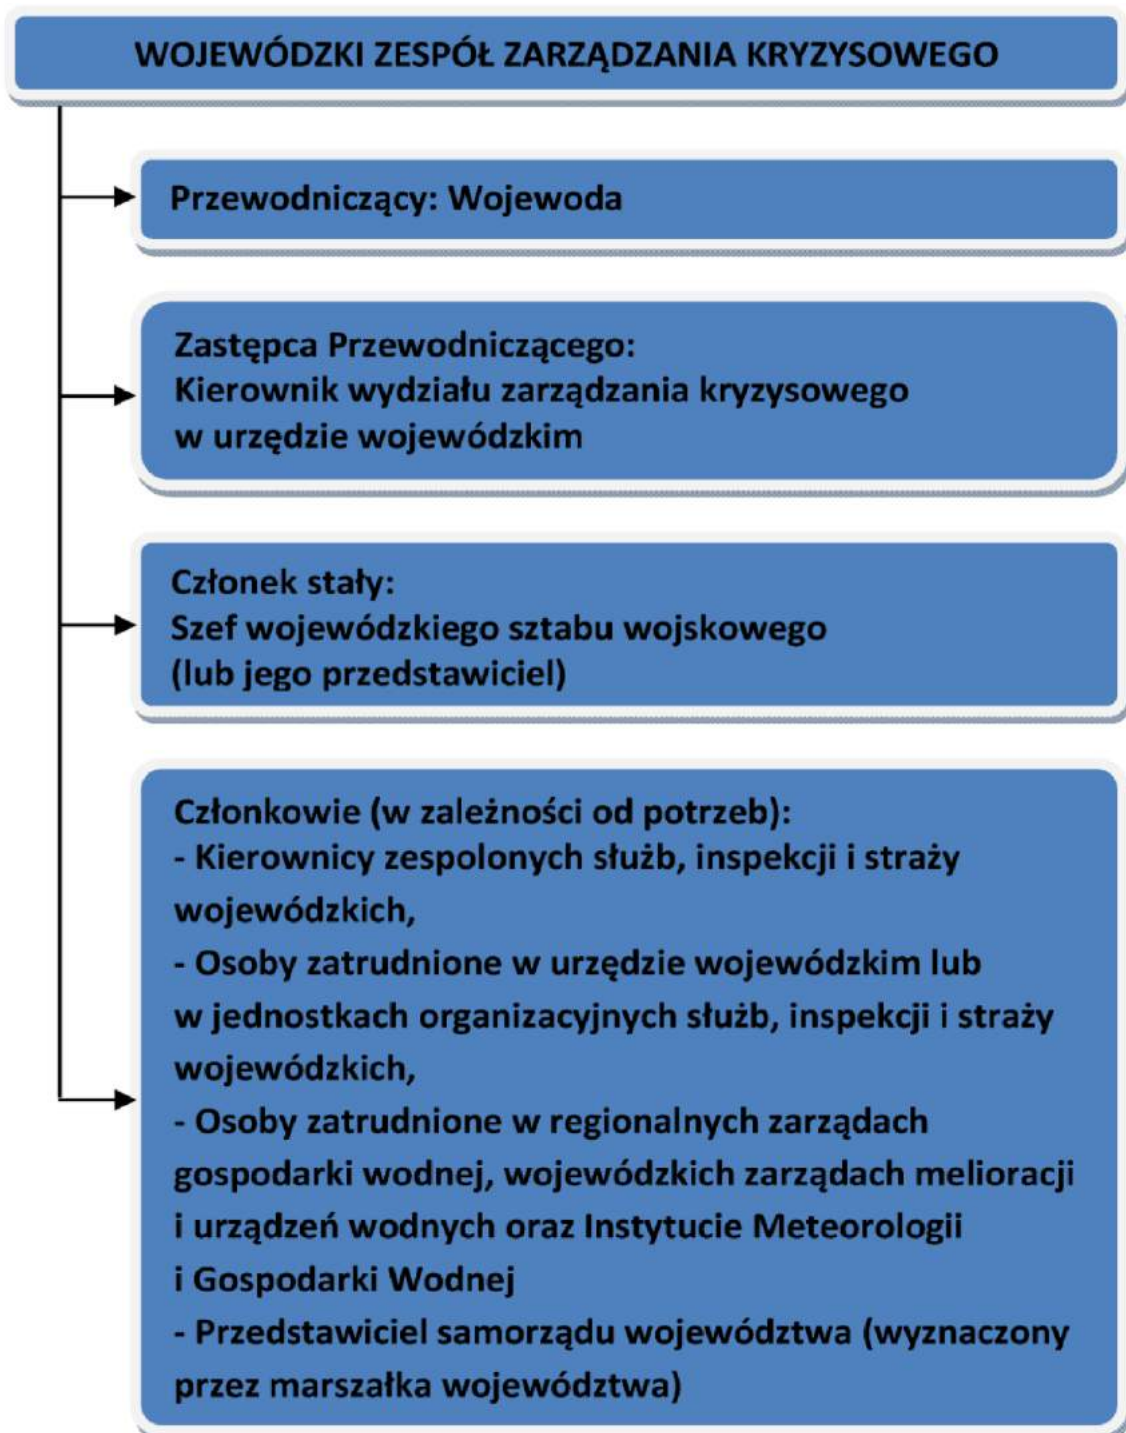 WOJEWÓDZKI ZESPÓŁ ZARZĄDZANIA KRYZYSOWEGO
Przewodniczący: Wojewoda
Zastępca Przewodniczącego:
Kierownik wydziału zarządzania kryzysowego
w urzędzie wojewódzkim
Członek stały:
Szef wojewódzkiego sztabu wojskowego
(lub jego przedstawiciel)
Członkowie (w zależności od potrzeb):
- Kierownicy zespolonych służb, inspekcji i straży
wojewódzkich,
- Osoby zatrudnione w urzędzie wojewódzkim lub
w jednostkach organizacyjnych służb, inspekcji i straży
wojewódzkich,
- Osoby zatrudnione w regionalnych zarządach
gospodarki wodnej, wojewódzkich zarządach melioracji
i urządzeń wodnych oraz Instytucie Meteorologii
i Gospodarki Wodnej
- Przedstawiciel samorządu województwa (wyznaczony
przez marszałka województwa)